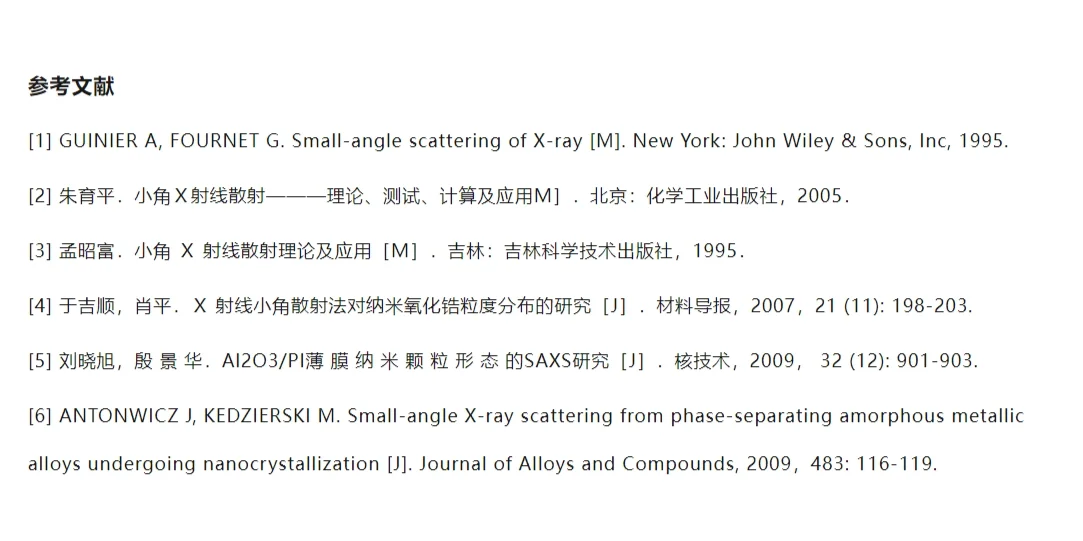 参考文献
[1] GUINIER A, FOURNET G. Small-angle scattering of X-ray [M]. New York: John Wiley & Sons, Inc, 1995.
[2] 朱育平．小角Ⅹ射线散射———理论、测试、计算及应用M］．北京：化学工业出版社，2005．
[3] 孟昭富．小角 Ⅹ 射线散射理论及应用［M］．吉林：吉林科学技术出版社，1995．
[4] 于吉顺，肖平．Ⅹ 射线小角散射法对纳米氧化锆粒度分布的研究［J］．材料导报，2007，21 (11): 198-203.
[5] 刘晓旭，殷 景 华．Al2O3/PI薄 膜 纳 米 颗 粒 形 态 的SAXS研究［J］．核技术，2009， 32 (12): 901-903.
[6] ANTONWICZ J, KEDZIERSKI M. Small-angle X-ray scattering from phase-separating amorphous metallic
alloys undergoing nanocrystallization [J]. Journal of Alloys and Compounds, 2009，483: 116-119.